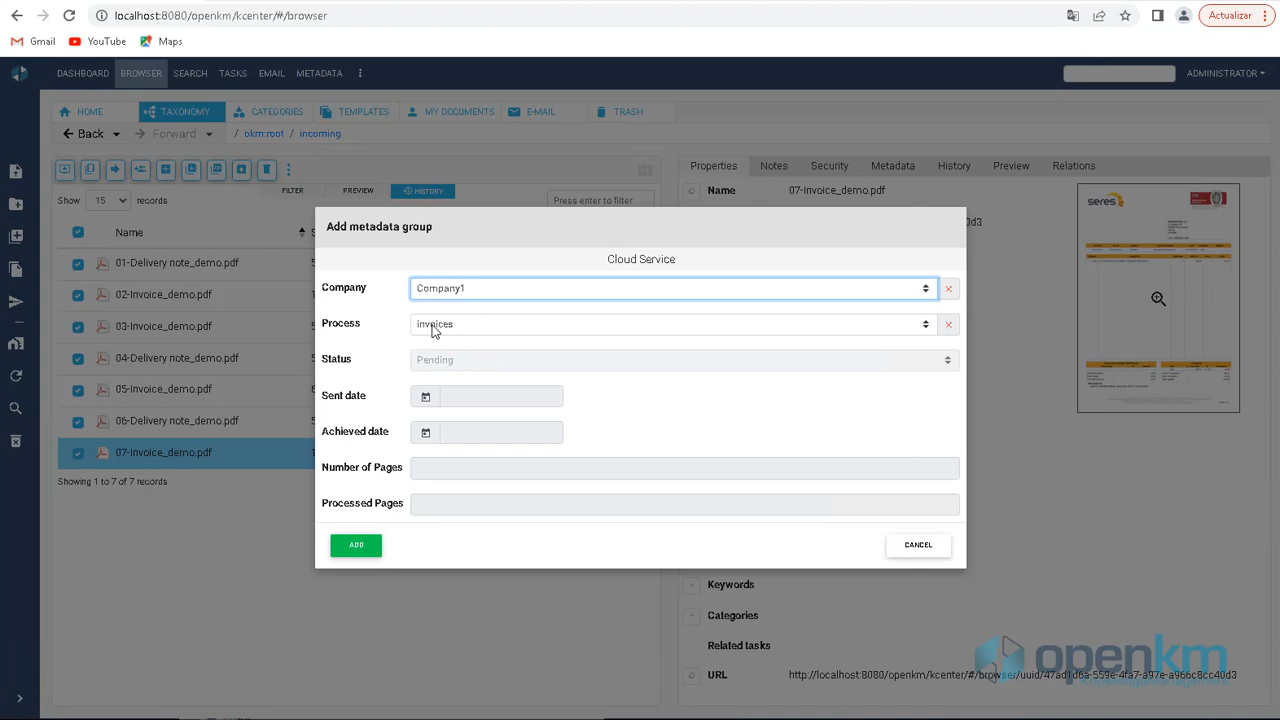 localhost:8080/openkm/kcenter/#/browser
Actualizar
Gmail YouTube Maps
DASHBOARD BROWSER SEARCH TASKS EMAIL METADATA
ADMINISTRATOR
HOME TAXONOMY CATEGORIES TEMPLATES MY DOCUMENTS E-MAIL TRASH
Back Forward / okm:root / incoming
Properties Notes Security Metadata History Preview Relations
FILTER PREVIEW HISTORY
Show 15 records
Press enter to filter
Name
01-Delivery note_demo.pdf
02-Invoice_demo.pdf
03-Invoice_demo.pdf
04-Delivery note_demo.pdf
05-Invoice_demo.pdf
06-Delivery note_demo.pdf
07-Invoice_demo.pdf
Showing 1 to 7 of 7 records
Add metadata group
Cloud Service
Company Company1
Process invoices
Status Pending
Sent date
Achieved date
Number of Pages
Processed Pages
ADD CANCEL
Name 07-Invoice_demo.pdf
0d3
seres
Keywords
Categories
Related tasks
URL http://localhost:8080/openkm/kcenter/#/browser/uuid/47ad1d6a-559e-4fa7-a97e-a966c8cc40d3
openkm